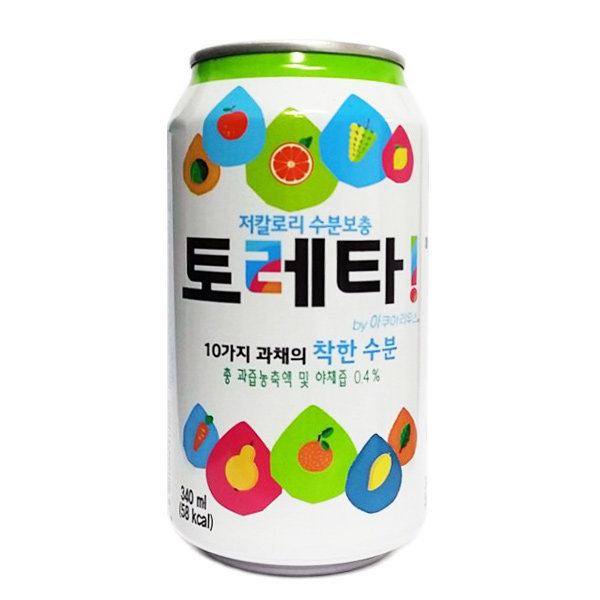 저칼로리 수분보충
토레타!
by 아쿠아리우스
10가지 과채의 착한 수분
총 과즙농축액 및 야채즙 0.4%
340 ml
(58 kcal)